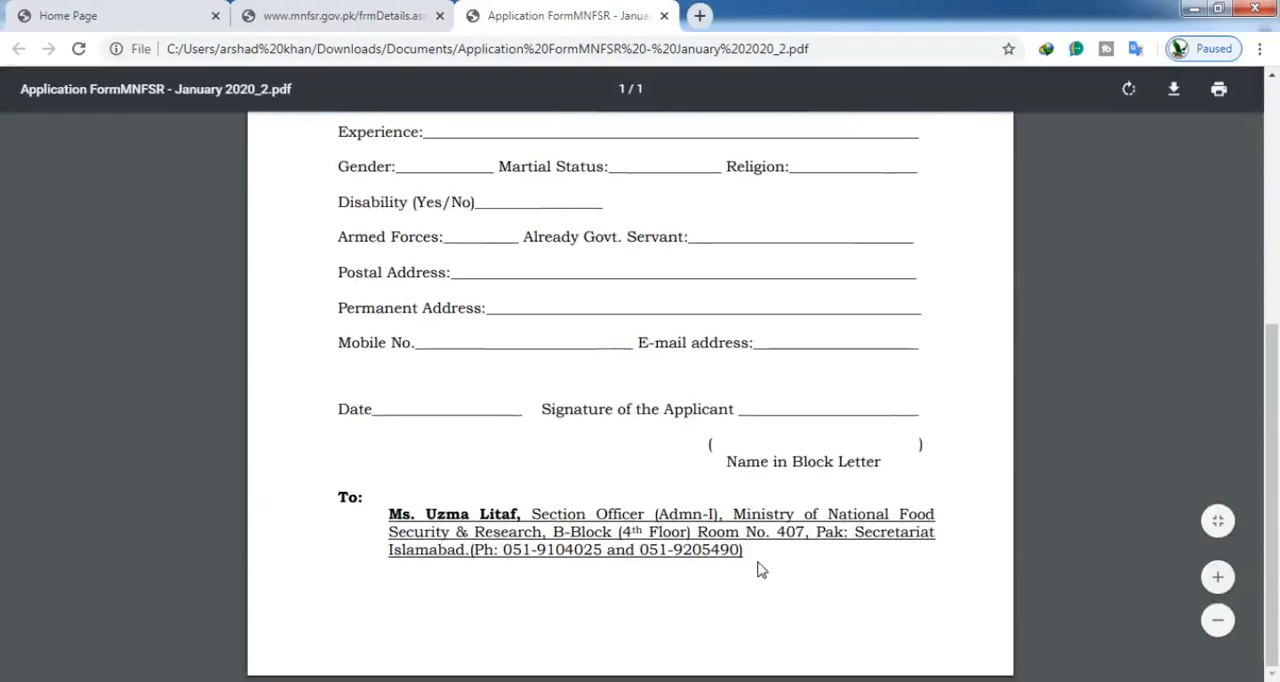 Home Page
www.mnfsr.gov.pk/frmDetails.as
Application FormMNFSR - Janua
File C:/Users/arshad%20khan/Downloads/Documents/Application%20FormMNFSR%20-%20January%202020_2.pdf
Paused
Application FormMNFSR - January 2020_2.pdf
1 / 1
Experience:
Gender: Martial Status: Religion:
Disability (Yes/No)
Armed Forces: Already Govt. Servant:
Postal Address:
Permanent Address:
Mobile No. E-mail address:
Date Signature of the Applicant
( )
Name in Block Letter
To:
Ms. Uzma Litaf, Section Officer (Admn-I), Ministry of National Food
Security & Research, B-Block (4th Floor) Room No. 407, Pak: Secretariat
Islamabad.(Ph: 051-9104025 and 051-9205490)